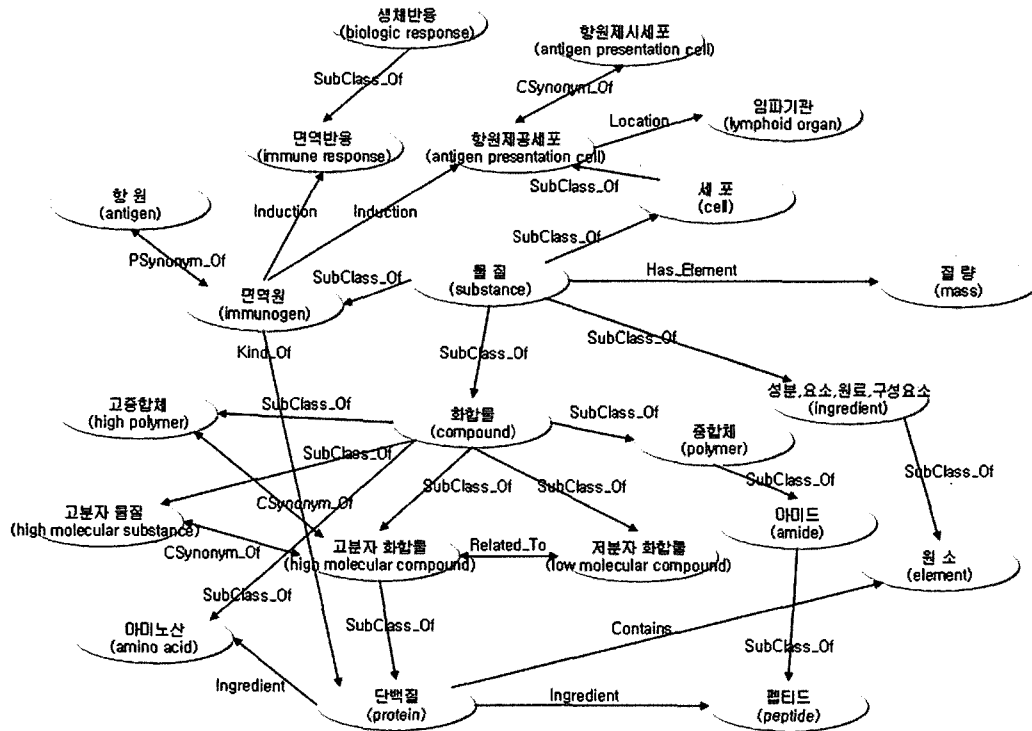 생체반응
(biologic response)
항원제시세포
(antigen presentation cell)
SubClass_Of
CSynonym_Of
임파기관
(lymphoid organ)
Location
면역반응
(immune response)
항원제공세포
(antigen presentation cell)
SubClass_Of
세 포
(cell)
항 원
(antigen)
Induction
Induction
SubClass_Of
PSynonym_Of
SubClass_Of
물 질
(substance)
Has_Element
질 량
(mass)
면역원
(immunogen)
Kind_Of
SubClass_Of
SubClass_Of
고중합체
(high polymer)
SubClass_Of
화합물
(compound)
SubClass_Of
중합체
(polymer)
성분,요소,원료,구성요소
(ingredient)
SubClass_Of
SubClass_Of
SubClass_Of
SubClass_Of
SubClass_Of
고분자 물질
(high molecular substance)
CSynonym_Of
아미드
(amide)
CSynonym_Of
고분자 화합물
(high molecular compound)
Related_To
저분자 화합물
(low molecular compound)
원 소
(element)
SubClass_Of
아미노산
(amino acid)
SubClass_Of
Contains
SubClass_Of
Ingredient
단백질
(protein)
Ingredient
펩티드
(peptide)